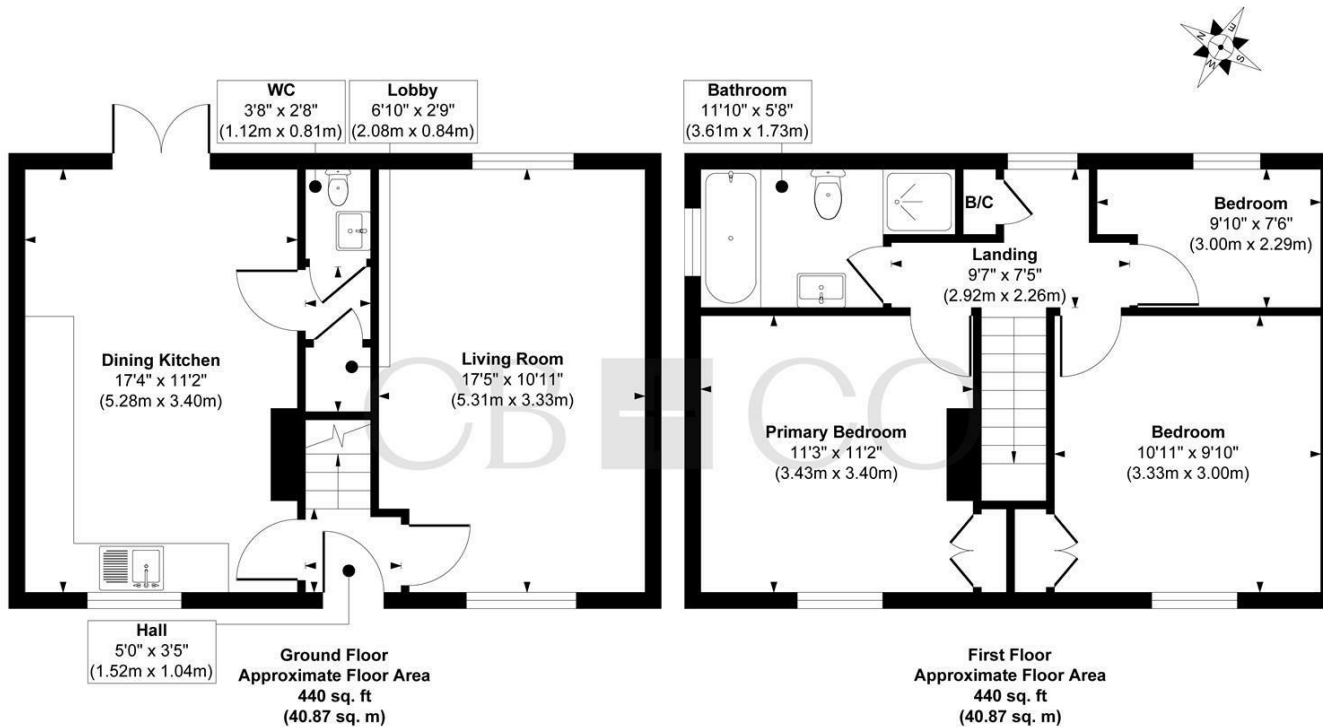 N
E
S
W
WC
3'8" x 2'8"
(1.12m x 0.81m)
Lobby
6'10" x 2'9"
(2.08m x 0.84m)
Bathroom
11'10" x 5'8"
(3.61m x 1.73m)
B/C
Bedroom
9'10" x 7'6"
(3.00m x 2.29m)
Landing
9'7" x 7'5"
(2.92m x 2.26m)
Dining Kitchen
17'4" x 11'2"
(5.28m x 3.40m)
Living Room
17'5" x 10'11"
(5.31m x 3.33m)
CB CO
Primary Bedroom
11'3" x 11'2"
(3.43m x 3.40m)
Bedroom
10'11" x 9'10"
(3.33m x 3.00m)
Hall
5'0" x 3'5"
(1.52m x 1.04m)
Ground Floor
Approximate Floor Area
440 sq. ft
(40.87 sq. m)
First Floor
Approximate Floor Area
440 sq. ft
(40.87 sq. m)